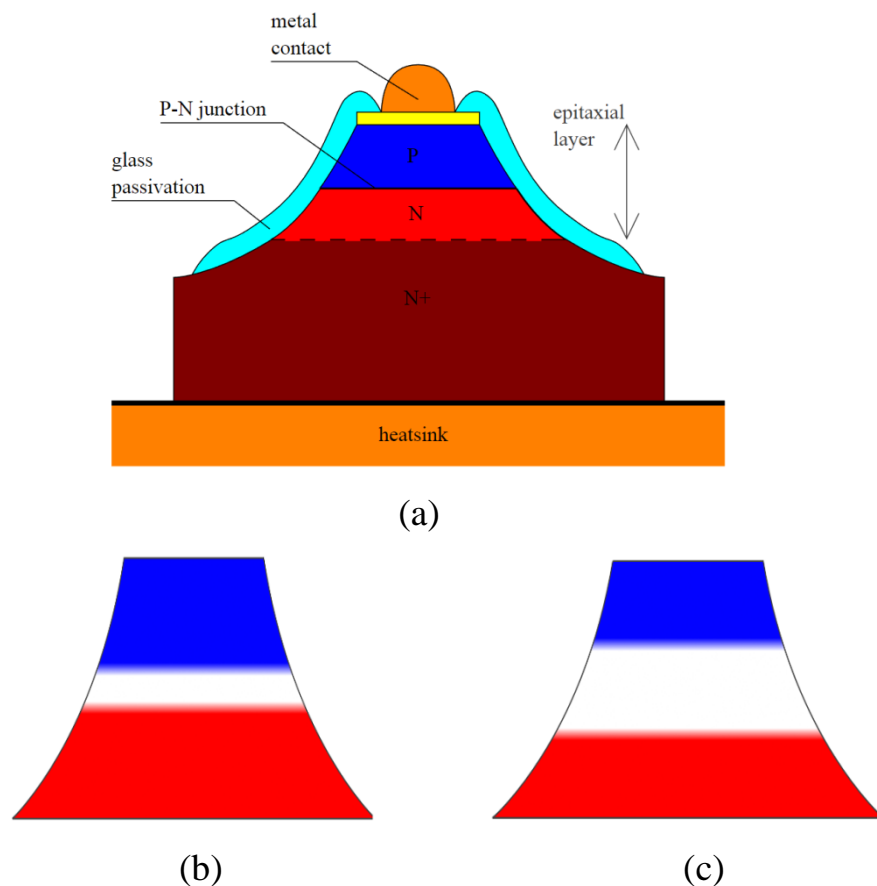 metal
contact
P-N junction
epitaxial
layer
P
glass
passivation
N
N+
heatsink
(a)
(b)
(c)